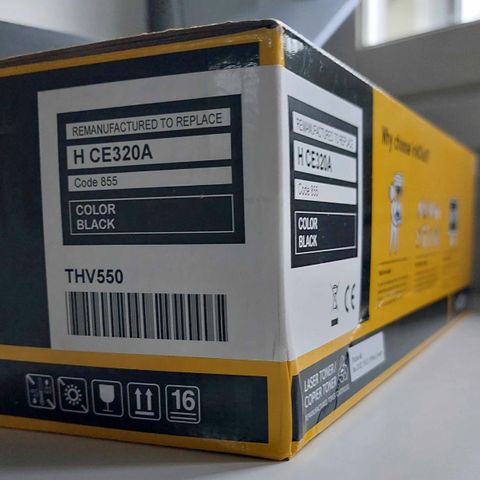 REMANUFACTURED TO REPLACE
H CE320A
Code 855
COLOR
BLACK
THV550
16
REMANUFACTURED TO REPLACE
H CE320A
Code 855
COLOR
BLACK
CE
Why choose
LASER TONER/
COPIER TONER